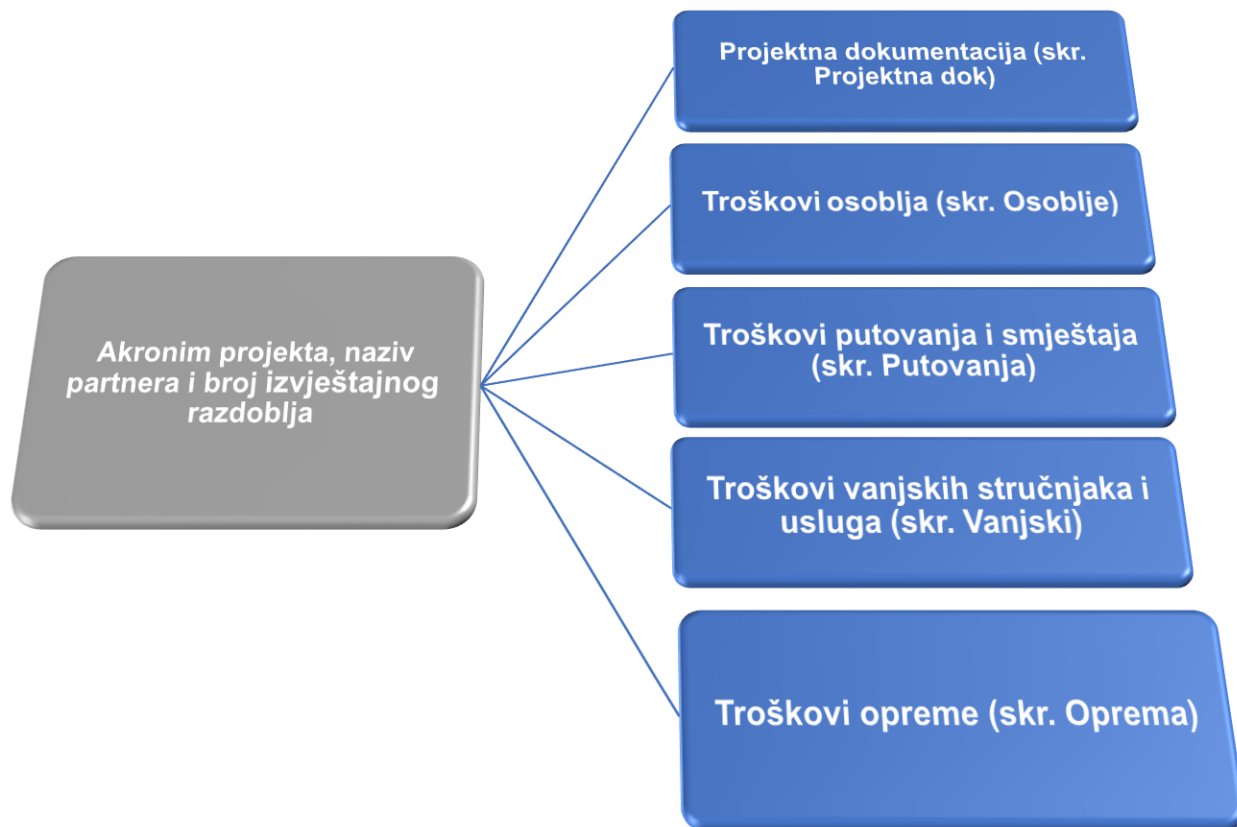 Projektna dokumentacija (skr.
Projektna dok)
Troškovi osoblja (skr. Osoblje)
Akronim projekta, naziv
partnera i broj izvještajnog
razdoblja
Troškovi putovanja i smještaja
(skr. Putovanja)
Troškovi vanjskih stručnjaka i
usluga (skr. Vanjski)
Troškovi opreme (skr. Oprema)